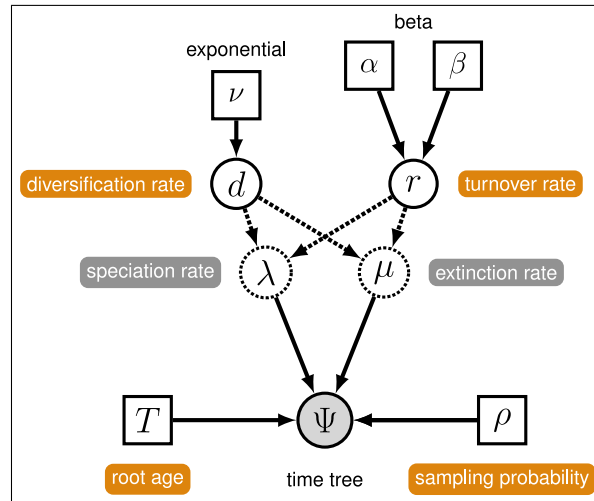 beta
exponential
α
β
ν
diversification rate
d
r
turnover rate
speciation rate
λ
μ
extinction rate
T
Ψ
ρ
root age
time tree
sampling probability